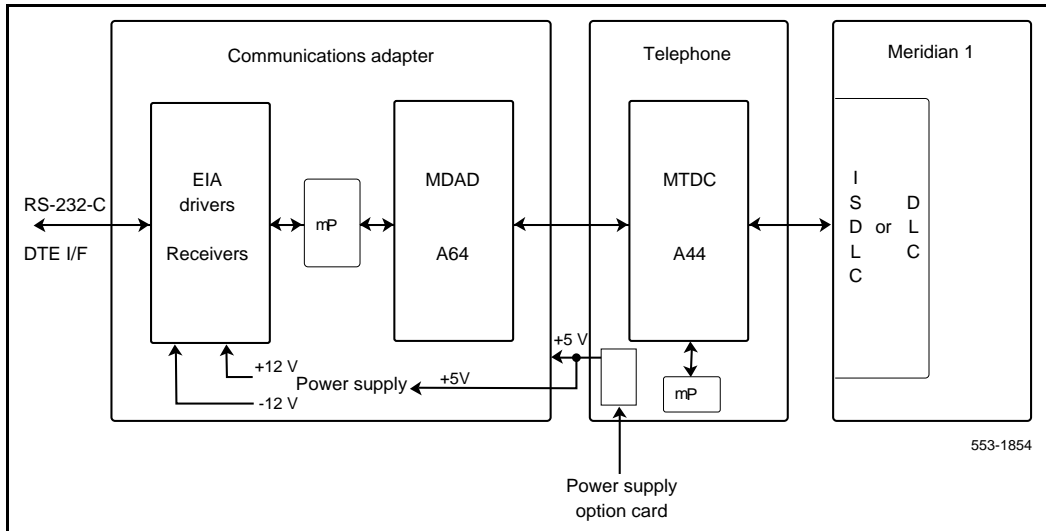 Communications adapter
Telephone
Meridian 1
RS-232-C
DTE I/F
EIA
drivers
Receivers
mP
MDAD
A64
MTDC
A44
mP
I
S
D
L
C
or
D
L
C
+5 V
+12 V
Power supply
+5V
-12 V
553-1854
Power supply
option card